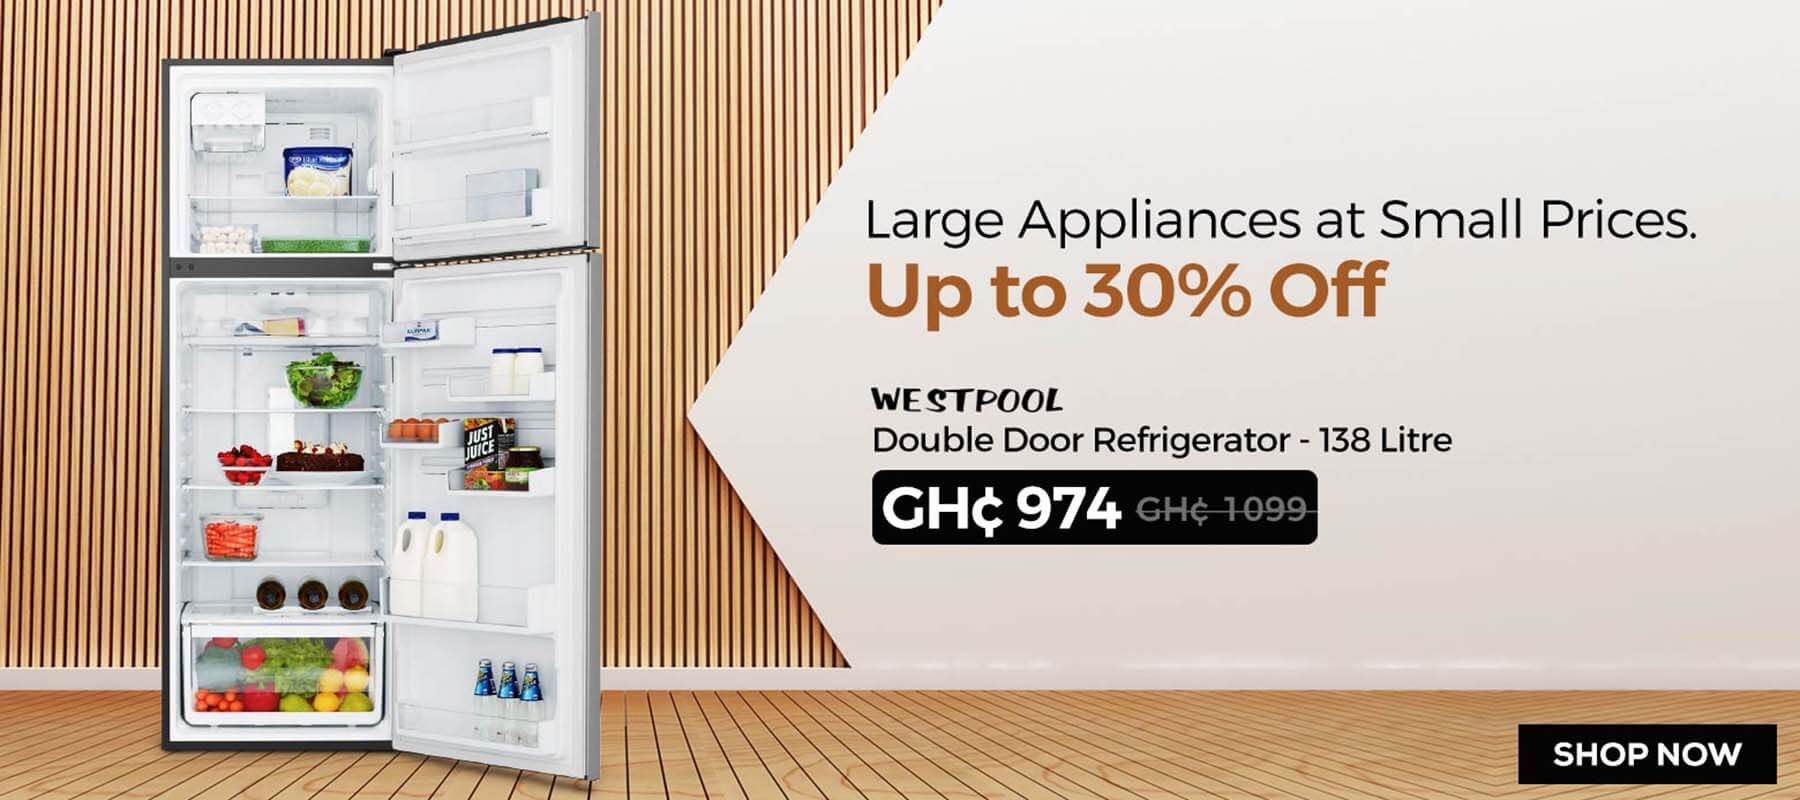 Large Appliances at Small Prices.
Up to 30% Off
WESTPOOL
Double Door Refrigerator - 138 Litre
GH¢ 974 GH¢ 1099
JUST
JUICE
LURPAK
SHOP NOW